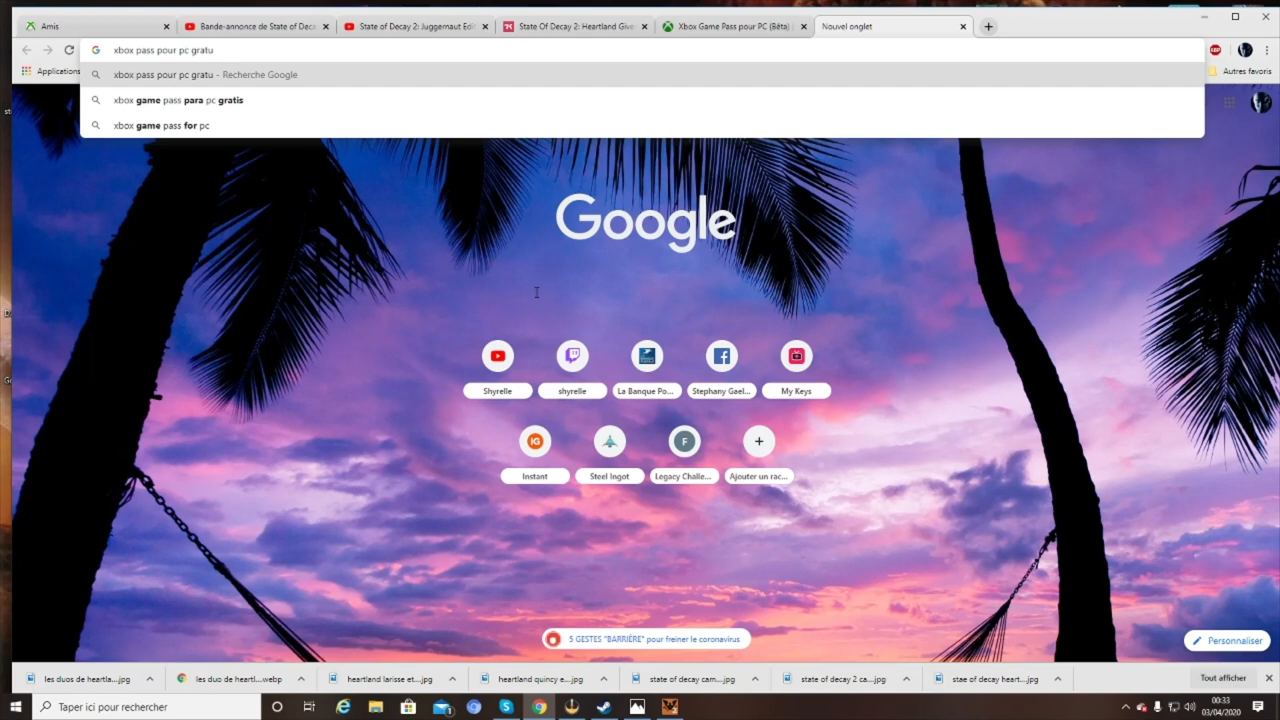 Amis
Bande-annonce de State of Deca
State of Decay 2: Juggernaut Edi
State Of Decay 2: Heartland Give
Xbox Game Pass pour PC (Bêta) |
Nouvel onglet
xbox pass pour pc gratu
Applications
Autres favoris
xbox pass pour pc gratu - Recherche Google
xbox game pass para pc gratis
xbox game pass for pc
Google
Shyrelle
shyrelle
La Banque Po...
Stephany Gael...
My Keys
IG
F
Instant
Steel Ingot
Legacy Challe...
Ajouter un rac...
5 GESTES "BARRIÈRE" pour freiner le coronavirus
Personnaliser
les duos de heartl....jpg
les duo de heart....webp
heartland larisse et....jpg
heartland quincy e....jpg
state of decay cam....jpg
state of decay 2 ca....jpg
stae of decay heart....jpg
Tout afficher
Taper ici pour rechercher
00:33
03/04/2020